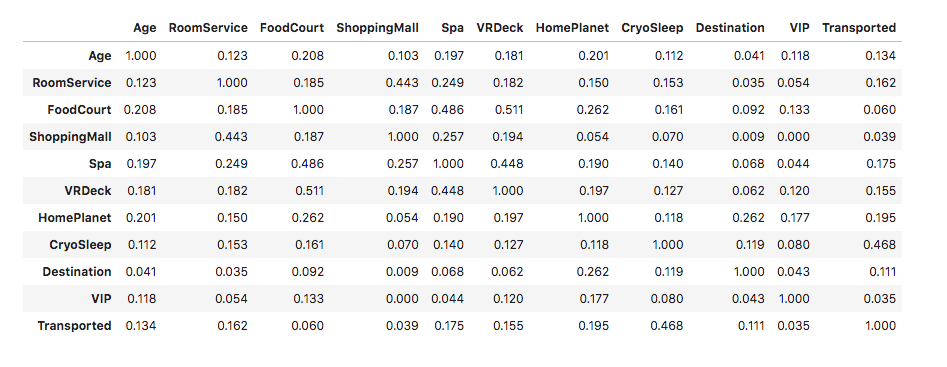 Age RoomService FoodCourt ShoppingMall Spa VRDeck HomePlanet CryoSleep Destination VIP Transported
Age 1.000 0.123 0.208 0.103 0.197 0.181 0.201 0.112 0.041 0.118 0.134
RoomService 0.123 1.000 0.185 0.443 0.249 0.182 0.150 0.153 0.035 0.054 0.162
FoodCourt 0.208 0.185 1.000 0.187 0.486 0.511 0.262 0.161 0.092 0.133 0.060
ShoppingMall 0.103 0.443 0.187 1.000 0.257 0.194 0.054 0.070 0.009 0.000 0.039
Spa 0.197 0.249 0.486 0.257 1.000 0.448 0.190 0.140 0.068 0.044 0.175
VRDeck 0.181 0.182 0.511 0.194 0.448 1.000 0.197 0.127 0.062 0.120 0.155
HomePlanet 0.201 0.150 0.262 0.054 0.190 0.197 1.000 0.118 0.262 0.177 0.195
CryoSleep 0.112 0.153 0.161 0.070 0.140 0.127 0.118 1.000 0.119 0.080 0.468
Destination 0.041 0.035 0.092 0.009 0.068 0.062 0.262 0.119 1.000 0.043 0.111
VIP 0.118 0.054 0.133 0.000 0.044 0.120 0.177 0.080 0.043 1.000 0.035
Transported 0.134 0.162 0.060 0.039 0.175 0.155 0.195 0.468 0.111 0.035 1.000